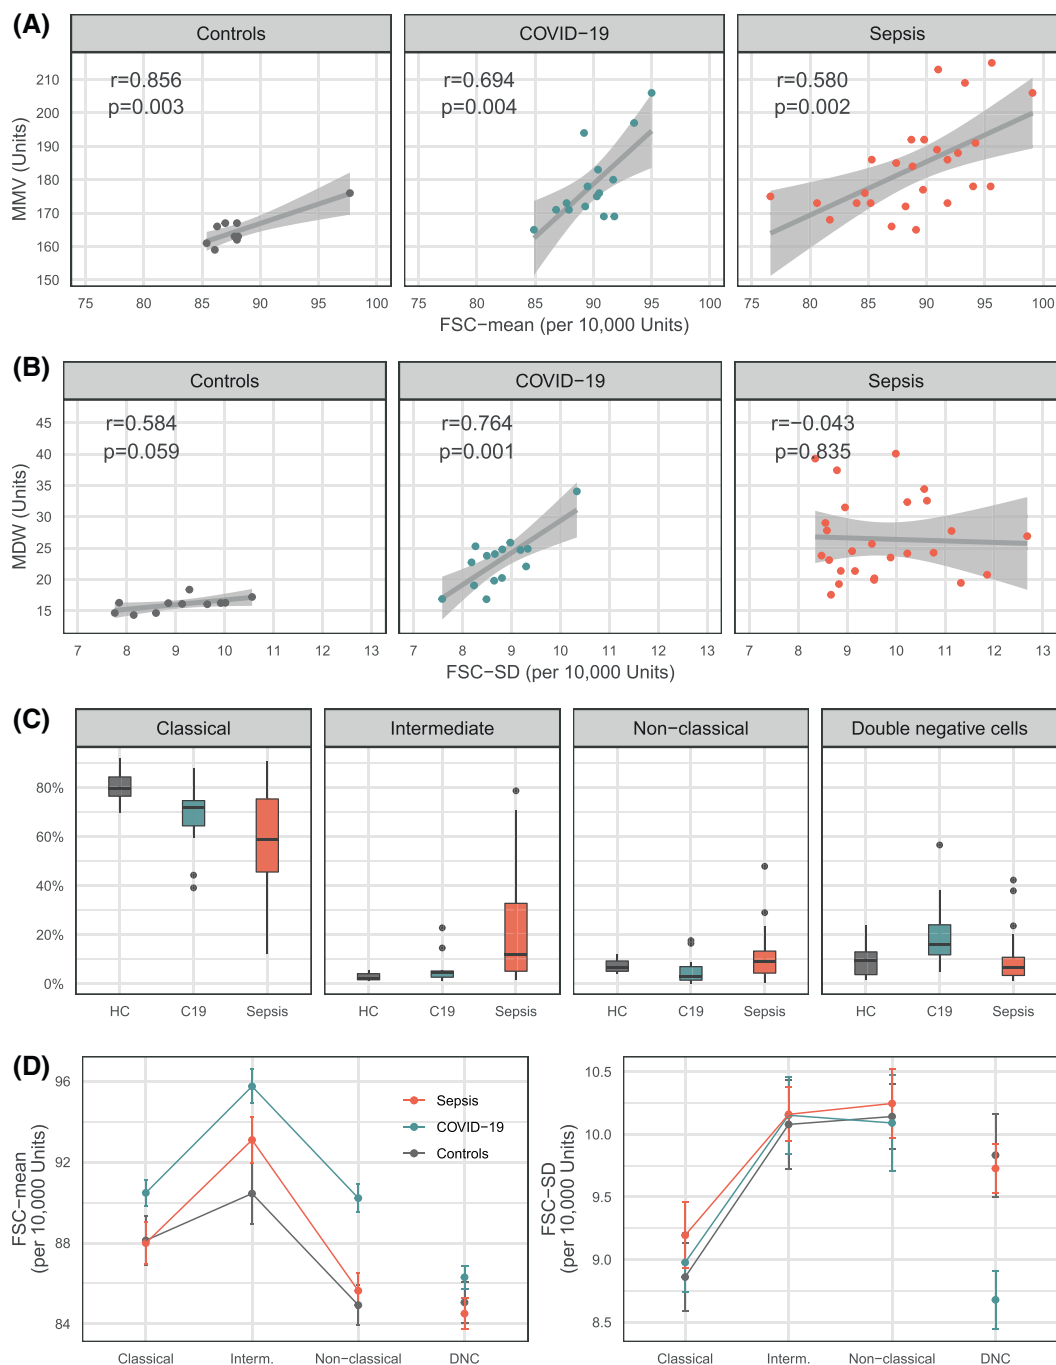 (A)
Controls
COVID−19
Sepsis
r=0.856
p=0.003
r=0.694
p=0.004
r=0.580
p=0.002
MMV (Units)
210
200
190
180
170
160
150
75 80 85 90 95 100
75 80 85 90 95 100
75 80 85 90 95 100
FSC−mean (per 10,000 Units)
(B)
Controls
COVID−19
Sepsis
r=0.584
p=0.059
r=0.764
p=0.001
r=−0.043
p=0.835
MDW (Units)
45
40
35
30
25
20
15
7 8 9 10 11 12 13
7 8 9 10 11 12 13
7 8 9 10 11 12 13
FSC−SD (per 10,000 Units)
(C)
Classical
Intermediate
Non−classical
Double negative cells
80%
60%
40%
20%
0%
HC C19 Sepsis
HC C19 Sepsis
HC C19 Sepsis
HC C19 Sepsis
(D)
FSC−mean
(per 10,000 Units)
96
92
88
84
Sepsis
COVID−19
Controls
Classical Interm. Non−classical DNC
FSC−SD
(per 10,000 Units)
10.5
10.0
9.5
9.0
8.5
Classical Interm. Non−classical DNC